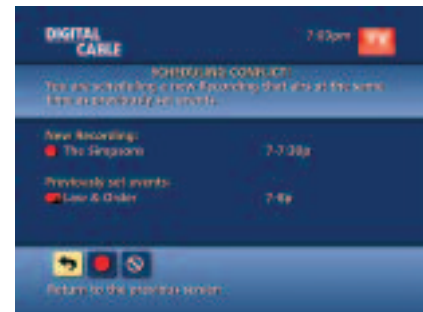 DIGITAL
CABLE
7:03pm
TV
SCHEDULING CONFLICT:
You are scheduling a new Recording that airs at the same
time as previously set events.
New Recording:
The Simpsons 7-7:30p
Previously set events:
Law & Order 7-8p
Return to the previous screen